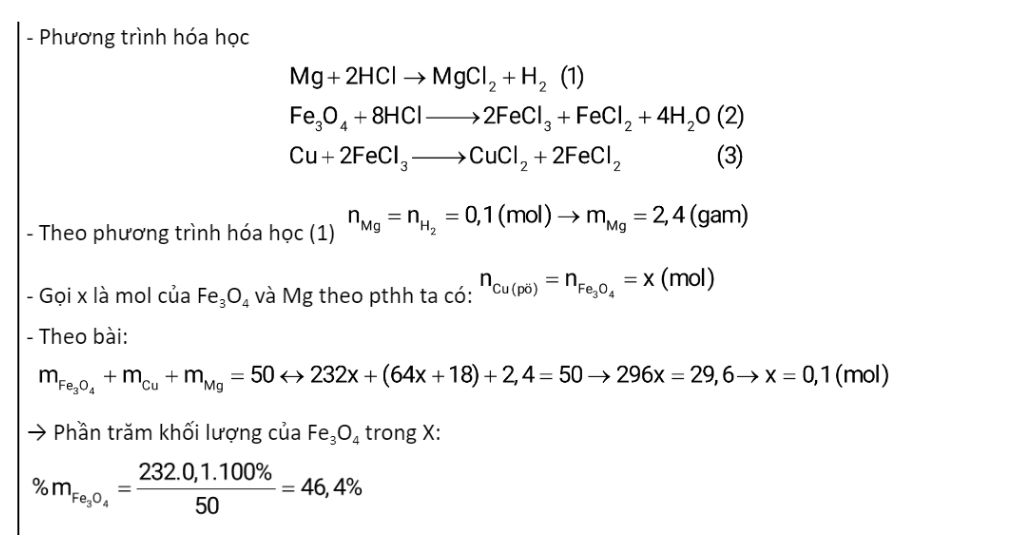 - Phương trình hóa học
Mg + 2HCl → MgCl₂ + H₂ (1)
Fe₃O₄ + 8HCl ⟶ 2FeCl₃ + FeCl₂ + 4H₂O (2)
Cu + 2FeCl₃ ⟶ CuCl₂ + 2FeCl₂ (3)
- Theo phương trình hóa học (1) n_Mg = n_H₂ = 0,1 (mol) → m_Mg = 2,4 (gam)
- Gọi x là mol của Fe₃O₄ và Mg theo pthh ta có: n_Cu (pö) = n_Fe₃O₄ = x (mol)
- Theo bài:
m_Fe₃O₄ + m_Cu + m_Mg = 50 ↔ 232x + (64x + 18) + 2,4 = 50 → 296x = 29,6 → x = 0,1 (mol)
→ Phần trăm khối lượng của Fe₃O₄ trong X:
%m_Fe₃O₄ = 232.0,1.100% / 50 = 46,4%